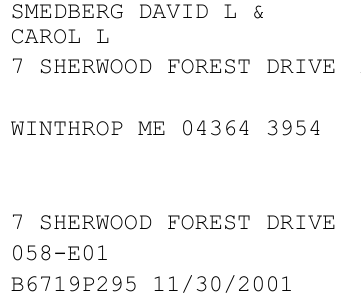 SMEDBERG DAVID L &
CAROL L
7 SHERWOOD FOREST DRIVE
WINTHROP ME 04364 3954
7 SHERWOOD FOREST DRIVE
058-E01
B6719P295 11/30/2001